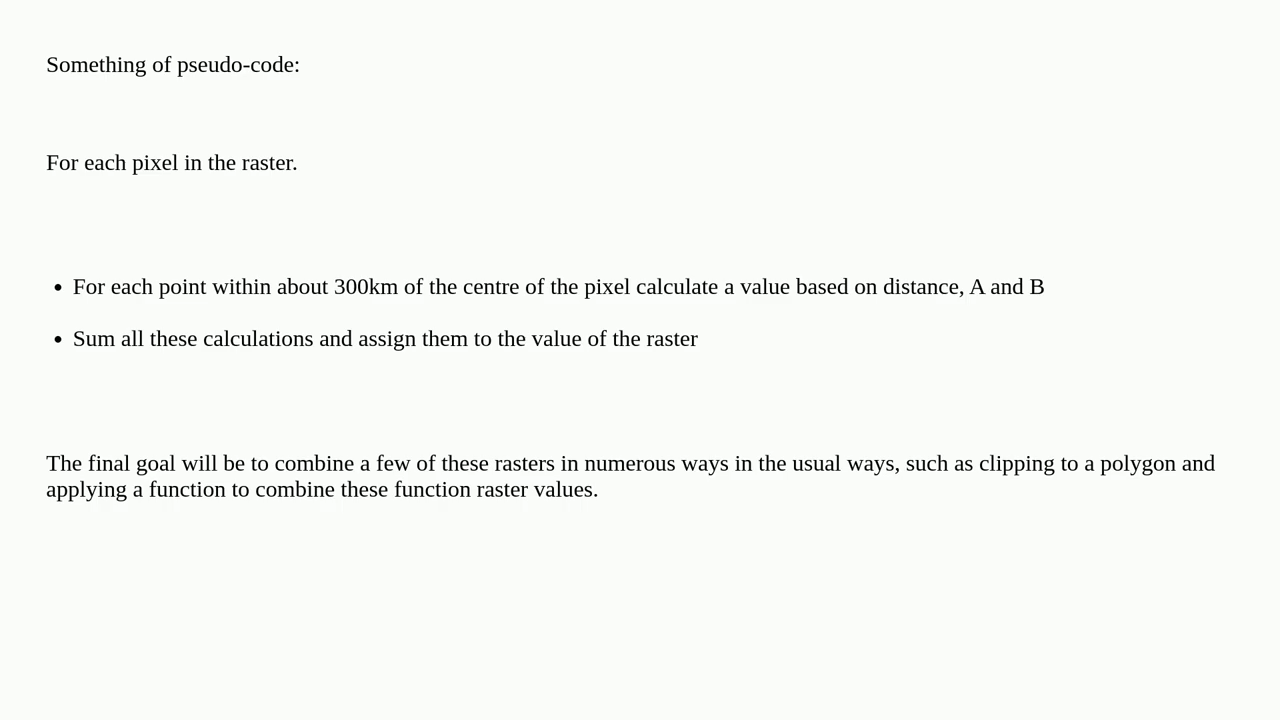 Something of pseudo-code:
For each pixel in the raster.
• For each point within about 300km of the centre of the pixel calculate a value based on distance, A and B
• Sum all these calculations and assign them to the value of the raster
The final goal will be to combine a few of these rasters in numerous ways in the usual ways, such as clipping to a polygon and
applying a function to combine these function raster values.